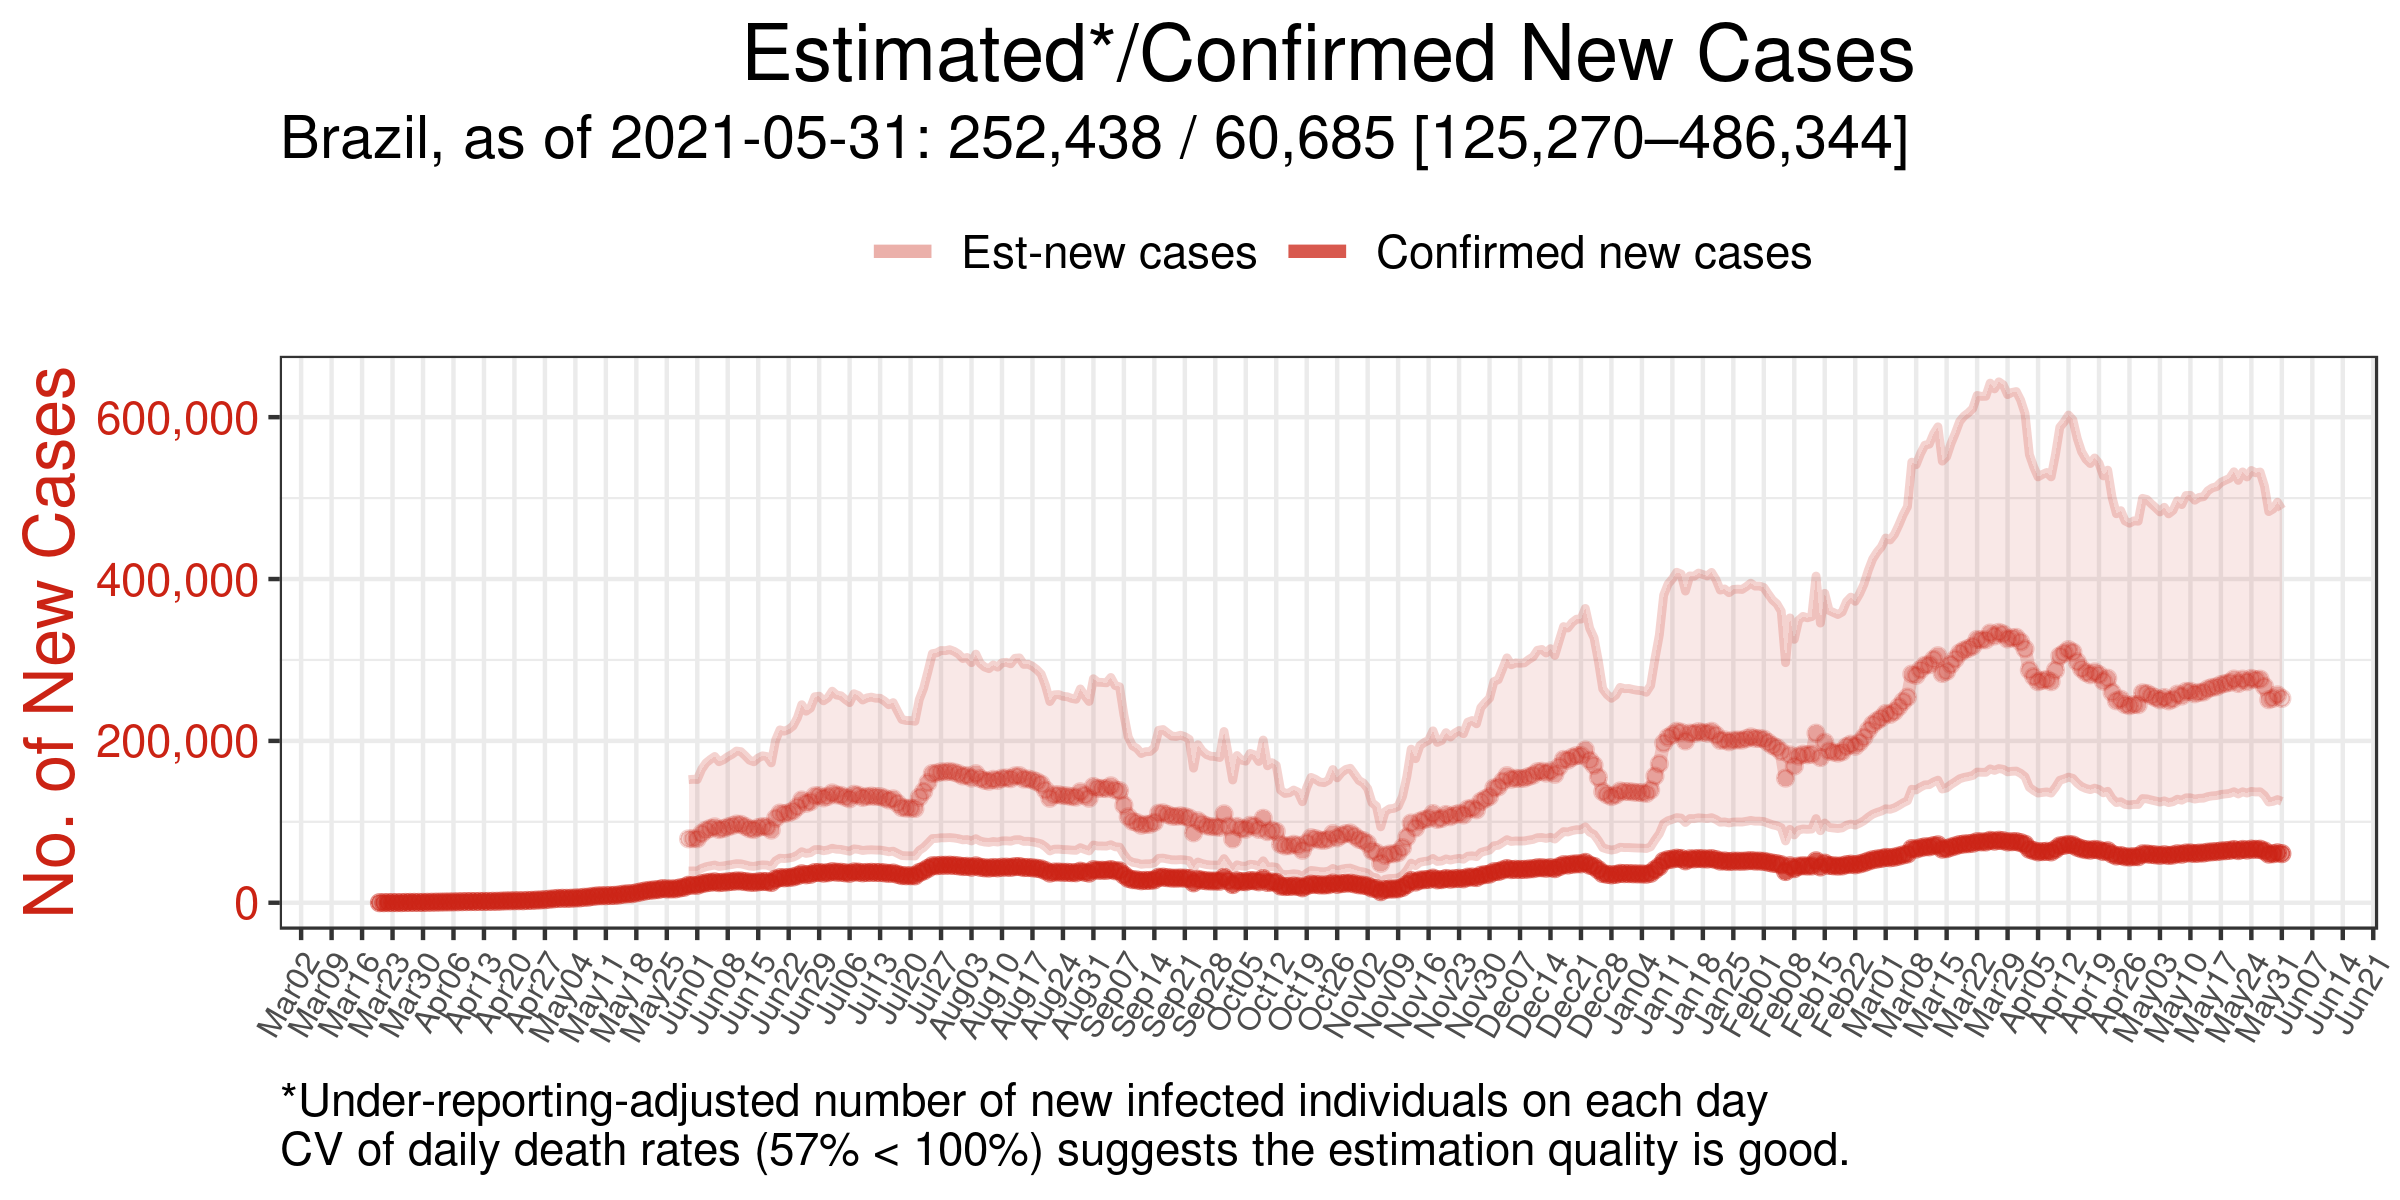 Estimated*/Confirmed New Cases
Brazil, as of 2021-05-31: 252,438 / 60,685 [125,270–486,344]
Est-new cases Confirmed new cases
No. of New Cases
600,000
400,000
200,000
0
Mar02 Mar09 Mar16 Mar23 Mar30 Apr06 Apr13 Apr20 Apr27 May04 May11 May18 May25 Jun01 Jun08 Jun15 Jun22 Jun29 Jul06 Jul13 Jul20 Jul27 Aug03 Aug10 Aug17 Aug24 Aug31 Sep07 Sep14 Sep21 Sep28 Oct05 Oct12 Oct19 Oct26 Nov02 Nov09 Nov16 Nov23 Nov30 Dec07 Dec14 Dec21 Dec28 Jan04 Jan11 Jan18 Jan25 Feb01 Feb08 Feb15 Feb22 Mar01 Mar08 Mar15 Mar22 Mar29 Apr05 Apr12 Apr19 Apr26 May03 May10 May17 May24 May31 Jun07 Jun14 Jun21
*Under-reporting-adjusted number of new infected individuals on each day
CV of daily death rates (57% < 100%) suggests the estimation quality is good.